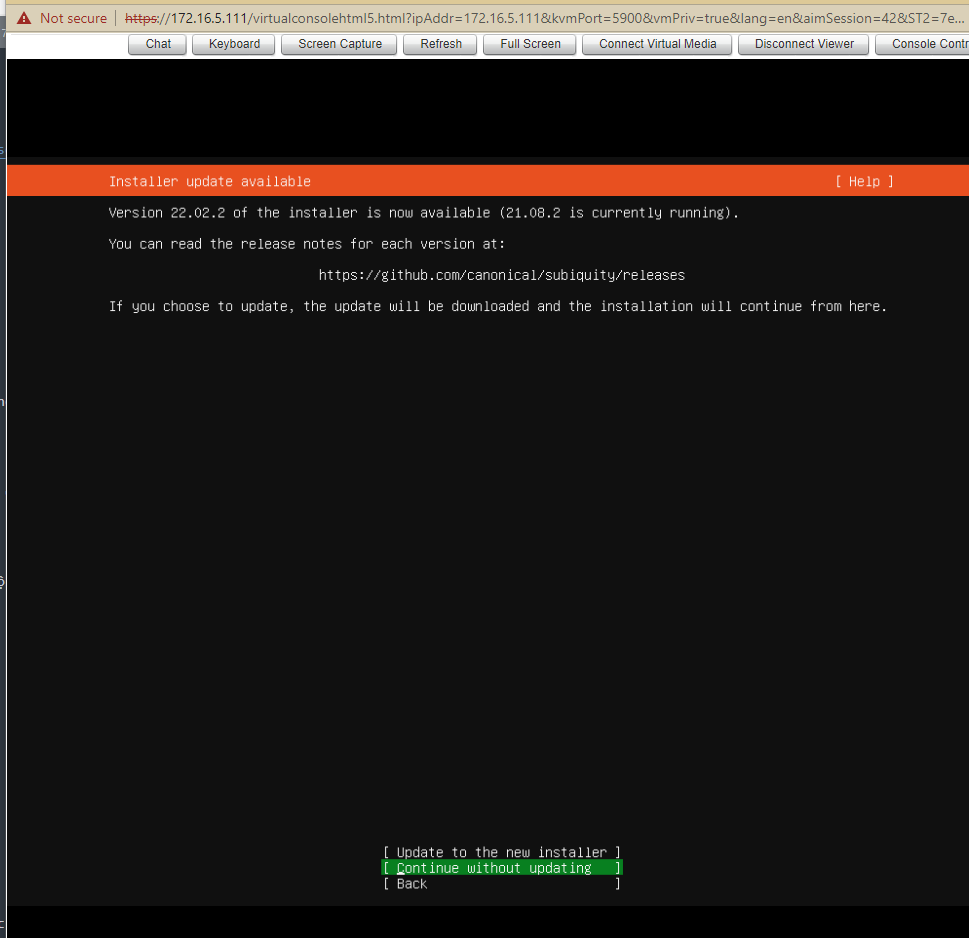 Not secure https://172.16.5.111/virtualconsolehtml5.html?ipAddr=172.16.5.111&kvmPort=5900&vmPriv=true&lang=en&aimSession=42&ST2=7e...
Chat Keyboard Screen Capture Refresh Full Screen Connect Virtual Media Disconnect Viewer Console Contr
Installer update available [ Help ]
Version 22.02.2 of the installer is now available (21.08.2 is currently running).
You can read the release notes for each version at:
https://github.com/canonical/subiquity/releases
If you choose to update, the update will be downloaded and the installation will continue from here.
[ Update to the new installer ]
[ Continue without updating ]
[ Back ]